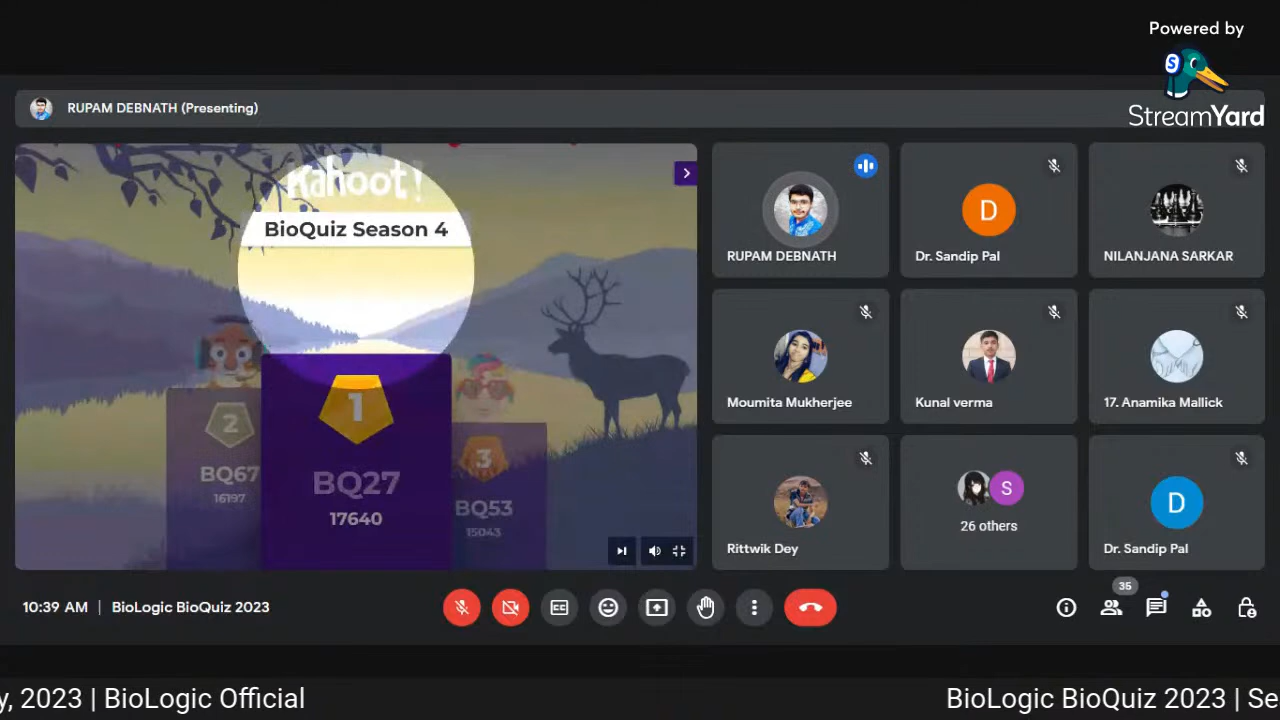 Powered by
StreamYard
RUPAM DEBNATH (Presenting)
Kahoot!
BioQuiz Season 4
1
BQ27
17640
2
BQ67
16197
3
BQ53
15043
RUPAM DEBNATH
D
Dr. Sandip Pal
NILANJANA SARKAR
Moumita Mukherjee
Kunal verma
17. Anamika Mallick
Rittwik Dey
S
26 others
D
Dr. Sandip Pal
10:39 AM | BioLogic BioQuiz 2023
35
y, 2023 | BioLogic Official
BioLogic BioQuiz 2023 | Se